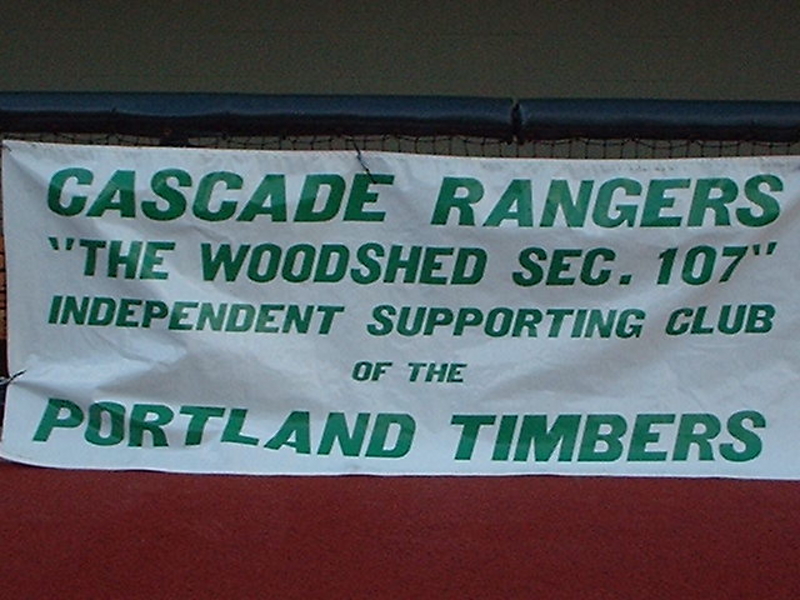 CASCADE RANGERS
"THE WOODSHED SEC. 107"
INDEPENDENT SUPPORTING CLUB
OF THE
PORTLAND TIMBERS